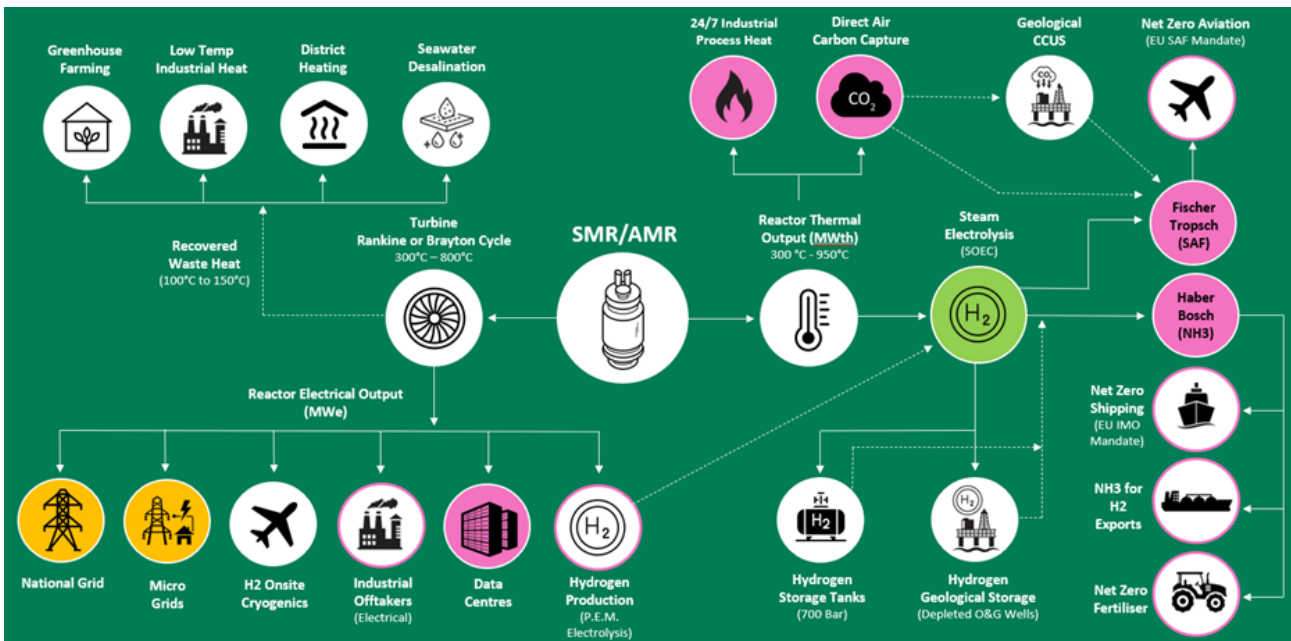 Greenhouse
Farming
Low Temp
Industrial Heat
District
Heating
Seawater
Desalination
24/7 Industrial
Process Heat
Direct Air
Carbon Capture
CO2
Geological
CCUS
CO2
Net Zero Aviation
(EU SAF Mandate)
Recovered
Waste Heat
(100°C to 150°C)
Turbine
Rankine or Brayton Cycle
300°C – 800°C
SMR/AMR
Reactor Thermal
Output (MWth)
300 °C - 950°C
Steam
Electrolysis
(SOEC)
H2
Fischer
Tropsch
(SAF)
Haber
Bosch
(NH3)
Reactor Electrical Output
(MWe)
Net Zero
Shipping
(EU IMO
Mandate)
NH3 for
H2
Exports
Net Zero
Fertiliser
H2
H2
H2
National Grid
Micro
Grids
H2 Onsite
Cryogenics
Industrial
Offtakers
(Electrical)
Data
Centres
Hydrogen
Production
(P.E.M.
Electrolysis)
Hydrogen
Storage Tanks
(700 Bar)
Hydrogen
Geological Storage
(Depleted O&G Wells)